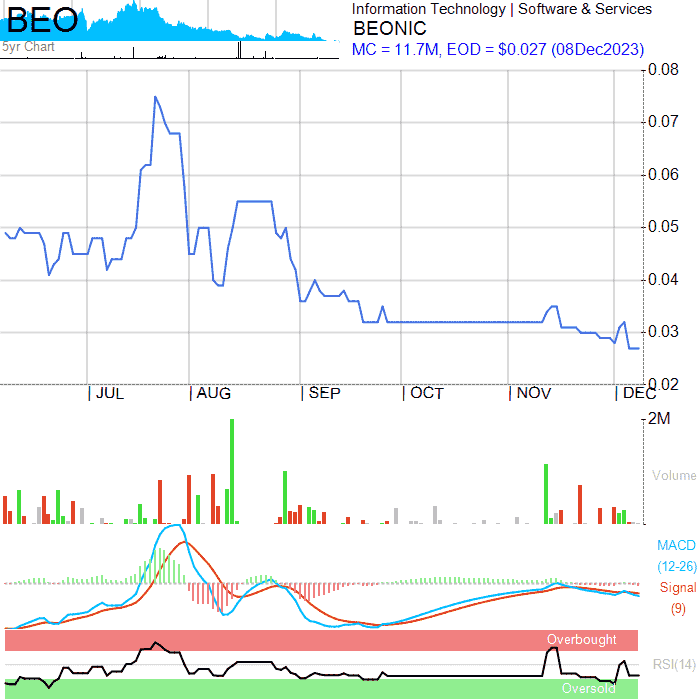 BEO
5yr Chart
Information Technology | Software & Services
BEONIC
MC = 11.7M, EOD = $0.027 (08Dec2023)
0.08
0.07
0.06
0.05
0.04
0.03
0.02
JUL AUG SEP OCT NOV DEC
2M
Volume
MACD
(12-26)
Signal
(9)
Overbought
RSI(14)
Oversold